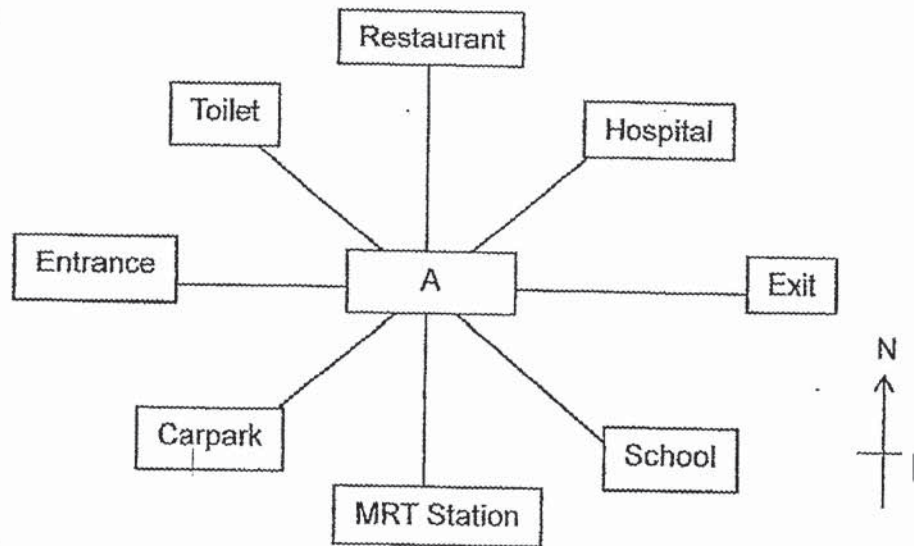 Restaurant
Toilet
Hospital
Entrance
A
Exit
N
Carpark
School
MRT Station